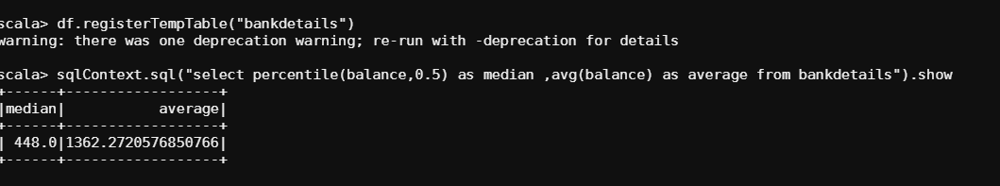 scala> df.registerTempTable("bankdetails")
warning: there was one deprecation warning; re-run with -deprecation for details
scala> sqlContext.sql("select percentile(balance,0.5) as median ,avg(balance) as average from bankdetails").show
+------+------------------+
|median|           average|
+------+------------------+
| 448.0|1362.2720576850766|
+------+------------------+